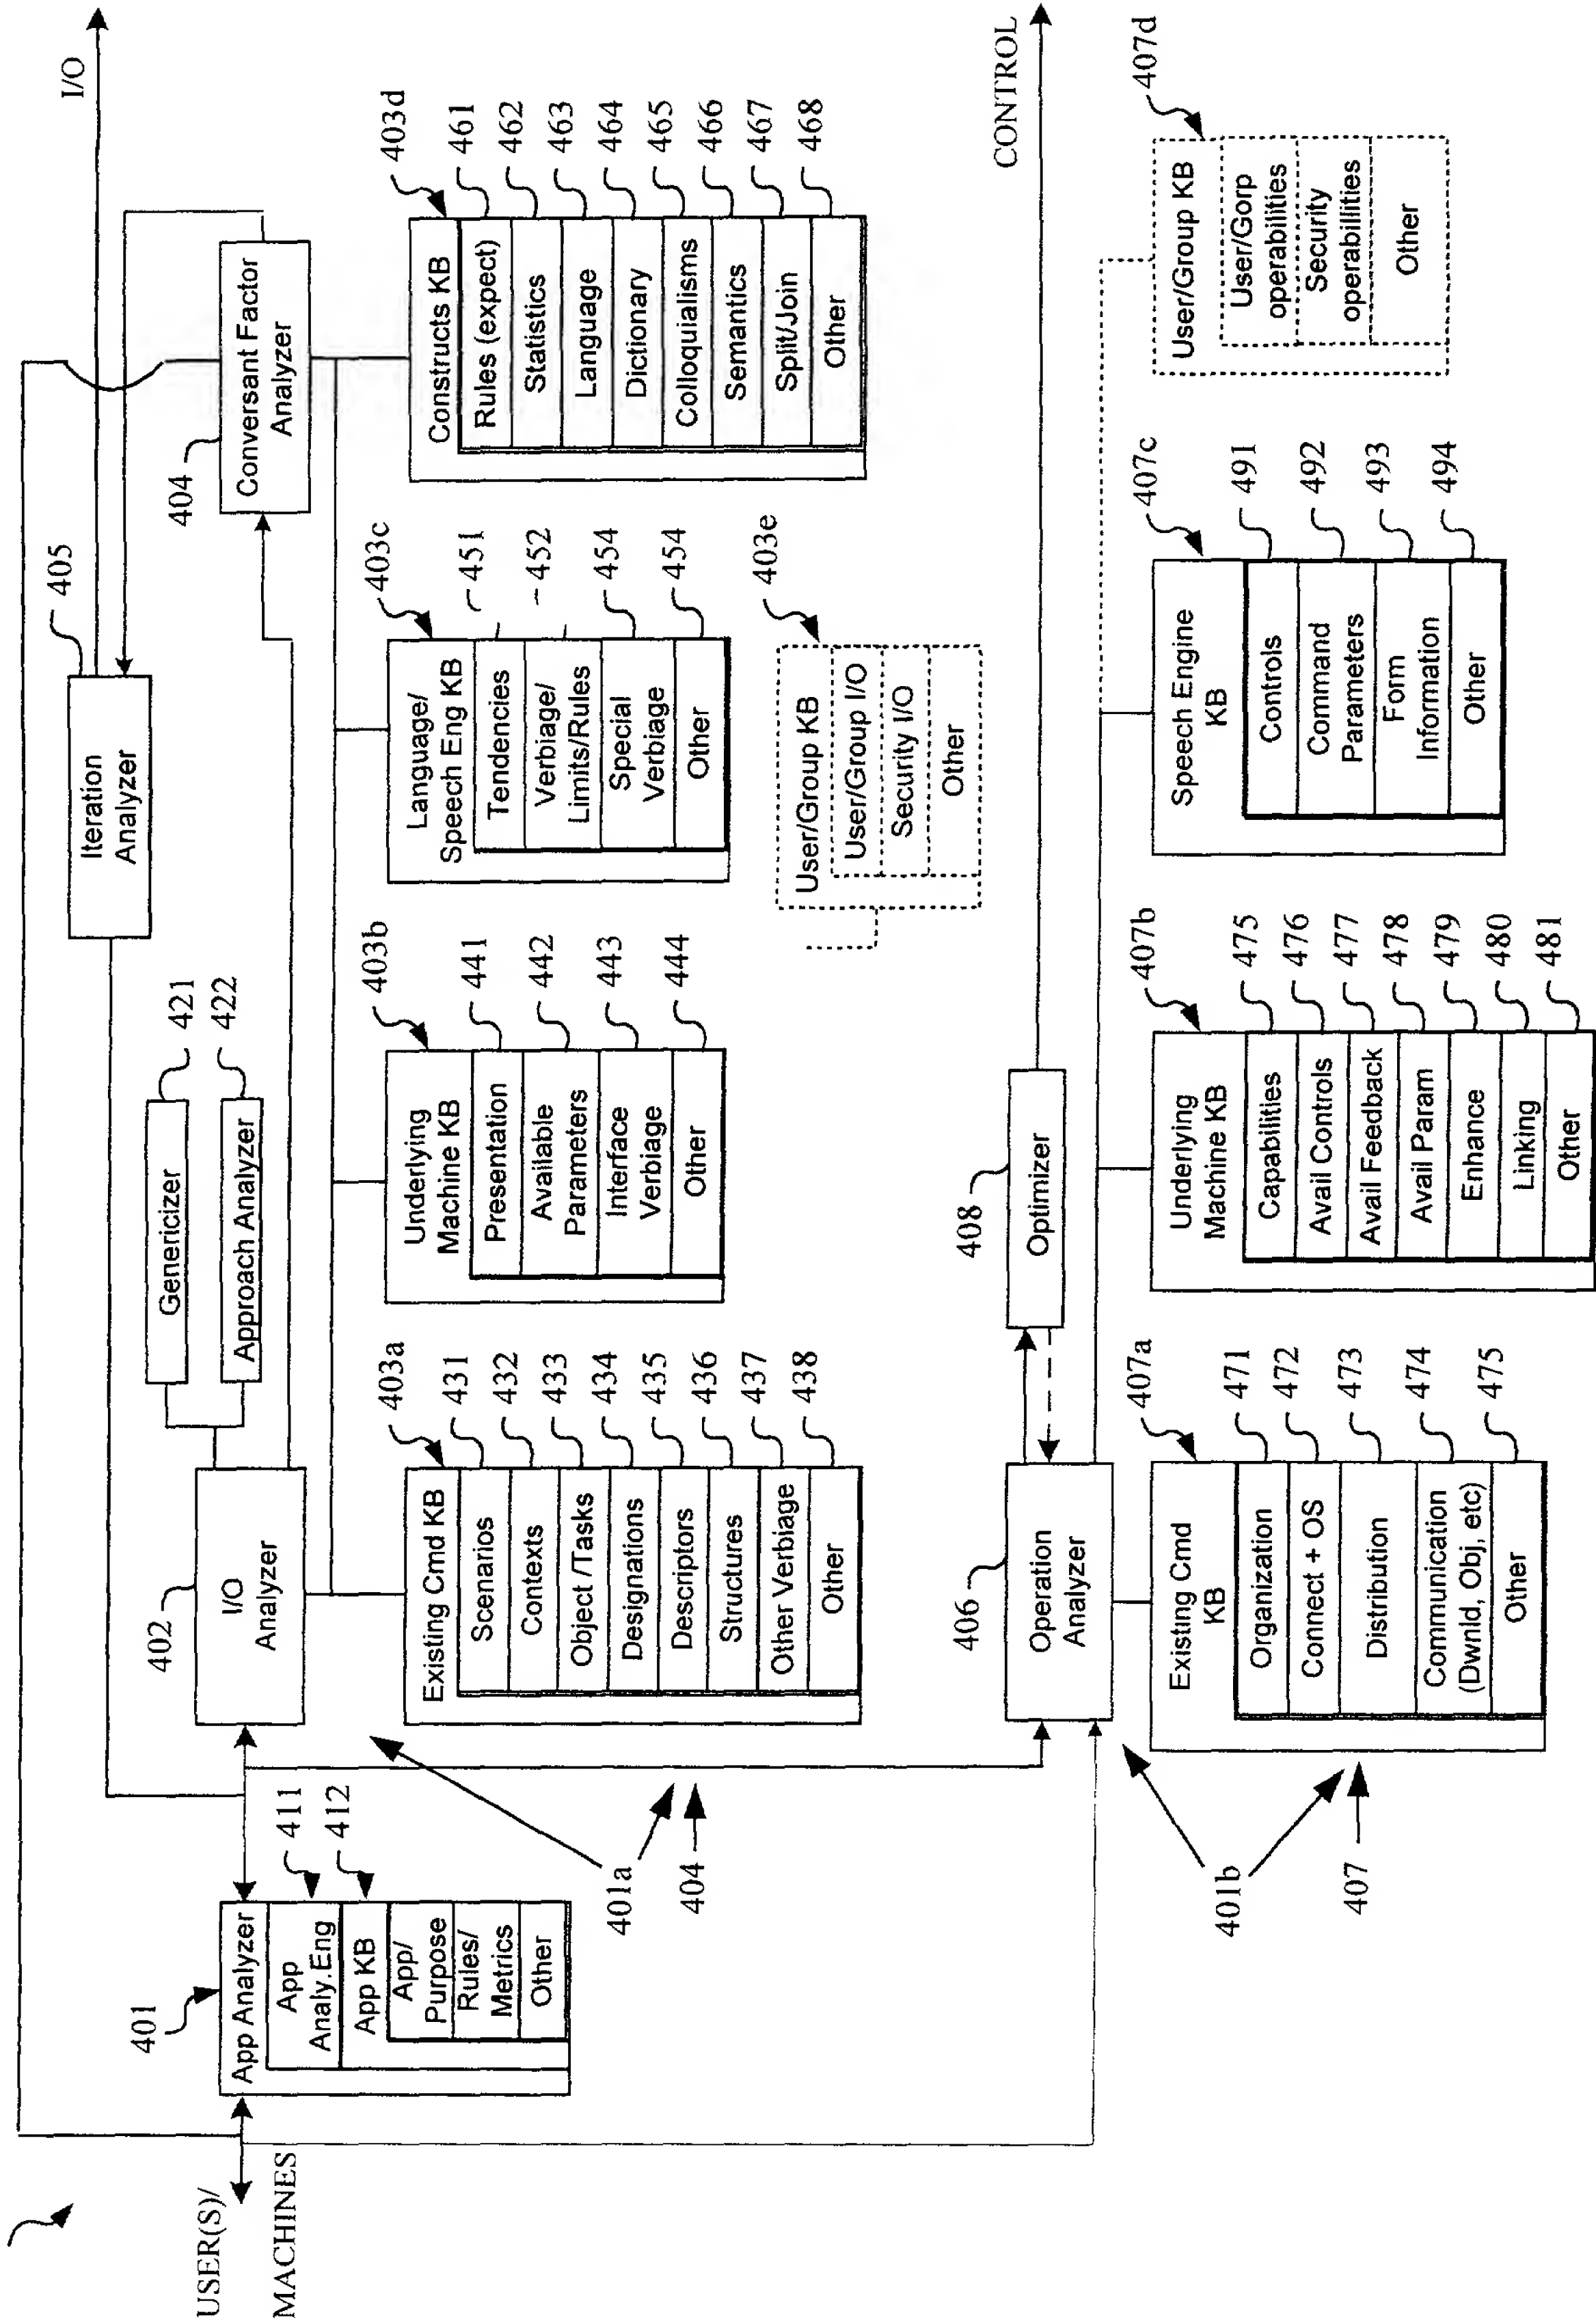 I/O
405
Iteration
Analyzer
421
Genericizer
422
Approach Analyzer
402
I/O
Analyzer
404
Conversant Factor
Analyzer
401
App Analyzer
App
Analy.Eng
411
App KB
412
App/
Purpose
Rules/
Metrics
Other
USER(S)/
MACHINES
401a
404
403a
Existing Cmd KB
Scenarios
431
Contexts
432
Object /Tasks
433
Designations
434
Descriptors
435
Structures
436
Other Verbiage
437
Other
438
403b
Underlying
Machine KB
Presentation
441
Available
Parameters
442
Interface
Verbiage
443
Other
444
403c
Language/
Speech Eng KB
Tendencies
451
Verbiage/
Limits/Rules
452
Special
Verbiage
454
Other
454
403d
Constructs KB
Rules (expect)
461
Statistics
462
Language
463
Dictionary
464
Colloquialisms
465
Semantics
466
Split/Join
467
Other
468
403e
User/Group KB
User/Group I/O
Security I/O
Other
CONTROL
408
Optimizer
406
Operation
Analyzer
401b
407
407a
Existing Cmd
KB
Organization
471
Connect + OS
472
Distribution
473
Communication
(Dwnld, Obj, etc)
474
Other
475
407b
Underlying
Machine KB
Capabilities
475
Avail Controls
476
Avail Feedback
477
Avail Param
478
Enhance
479
Linking
480
Other
481
407c
Speech Engine
KB
Controls
491
Command
Parameters
492
Form
Information
493
Other
494
407d
User/Group KB
User/Gorp
operabilities
Security
operabillities
Other